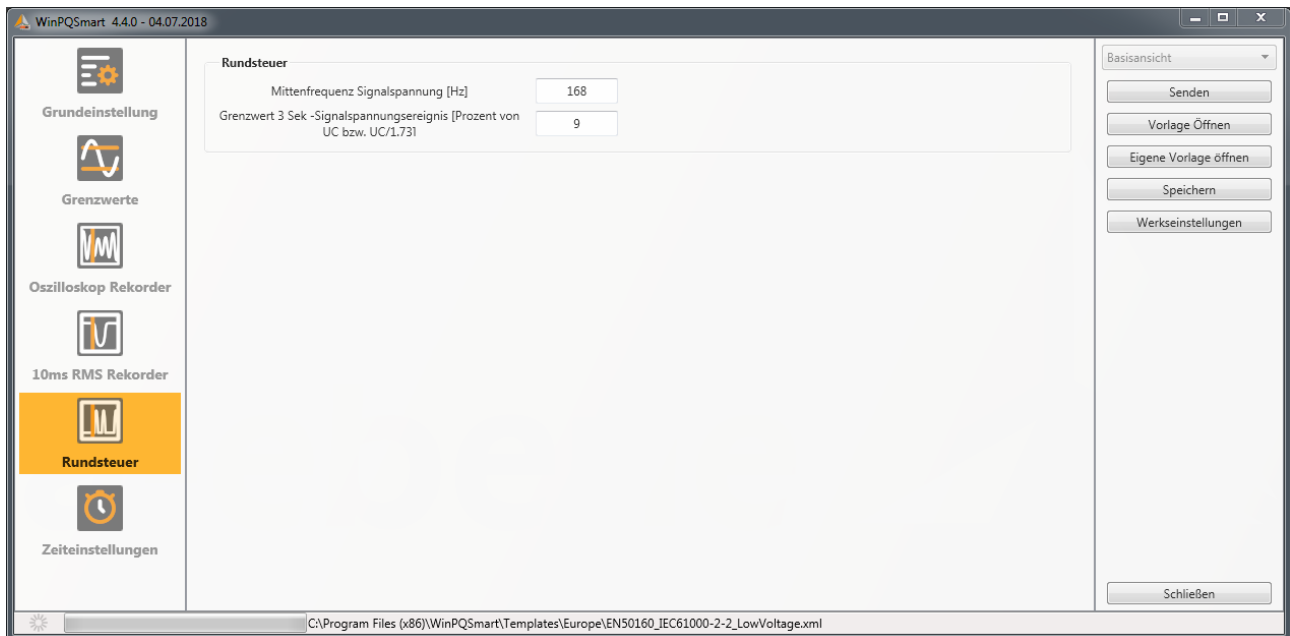 WinPQSmart 4.4.0 - 04.07.2018
Grundeinstellung
Grenzwerte
Oszilloskop Rekorder
10ms RMS Rekorder
Rundsteuer
Zeiteinstellungen
Rundsteuer
Mittenfrequenz Signalspannung [Hz]
168
Grenzwert 3 Sek -Signalspannungsereignis [Prozent von
UC bzw. UC/1.73]
9
Basisansicht
Senden
Vorlage Öffnen
Eigene Vorlage öffnen
Speichern
Werkseinstellungen
Schließen
C:\Program Files (x86)\WinPQSmart\Templates\Europe\EN50160_IEC61000-2-2_LowVoltage.xml